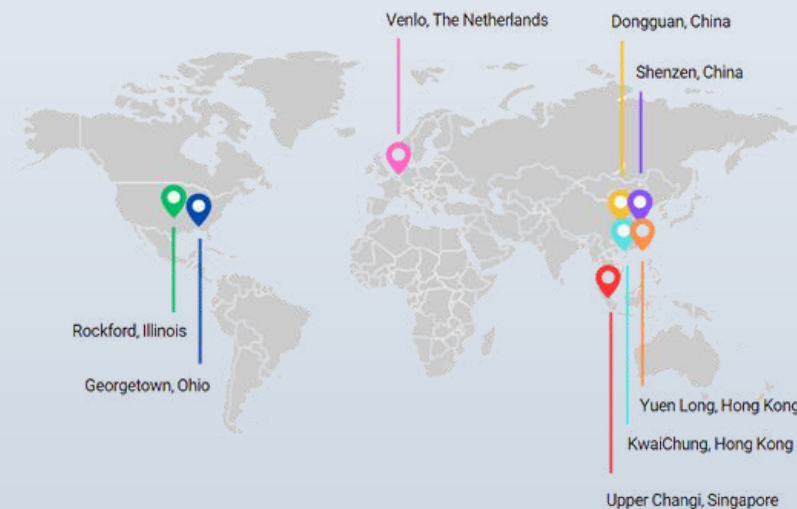 Venlo, The Netherlands
Dongguan, China
Shenzen, China
Rockford, Illinois
Georgetown, Ohio
Yuen Long, Hong Kong
KwaiChung, Hong Kong
Upper Changi, Singapore